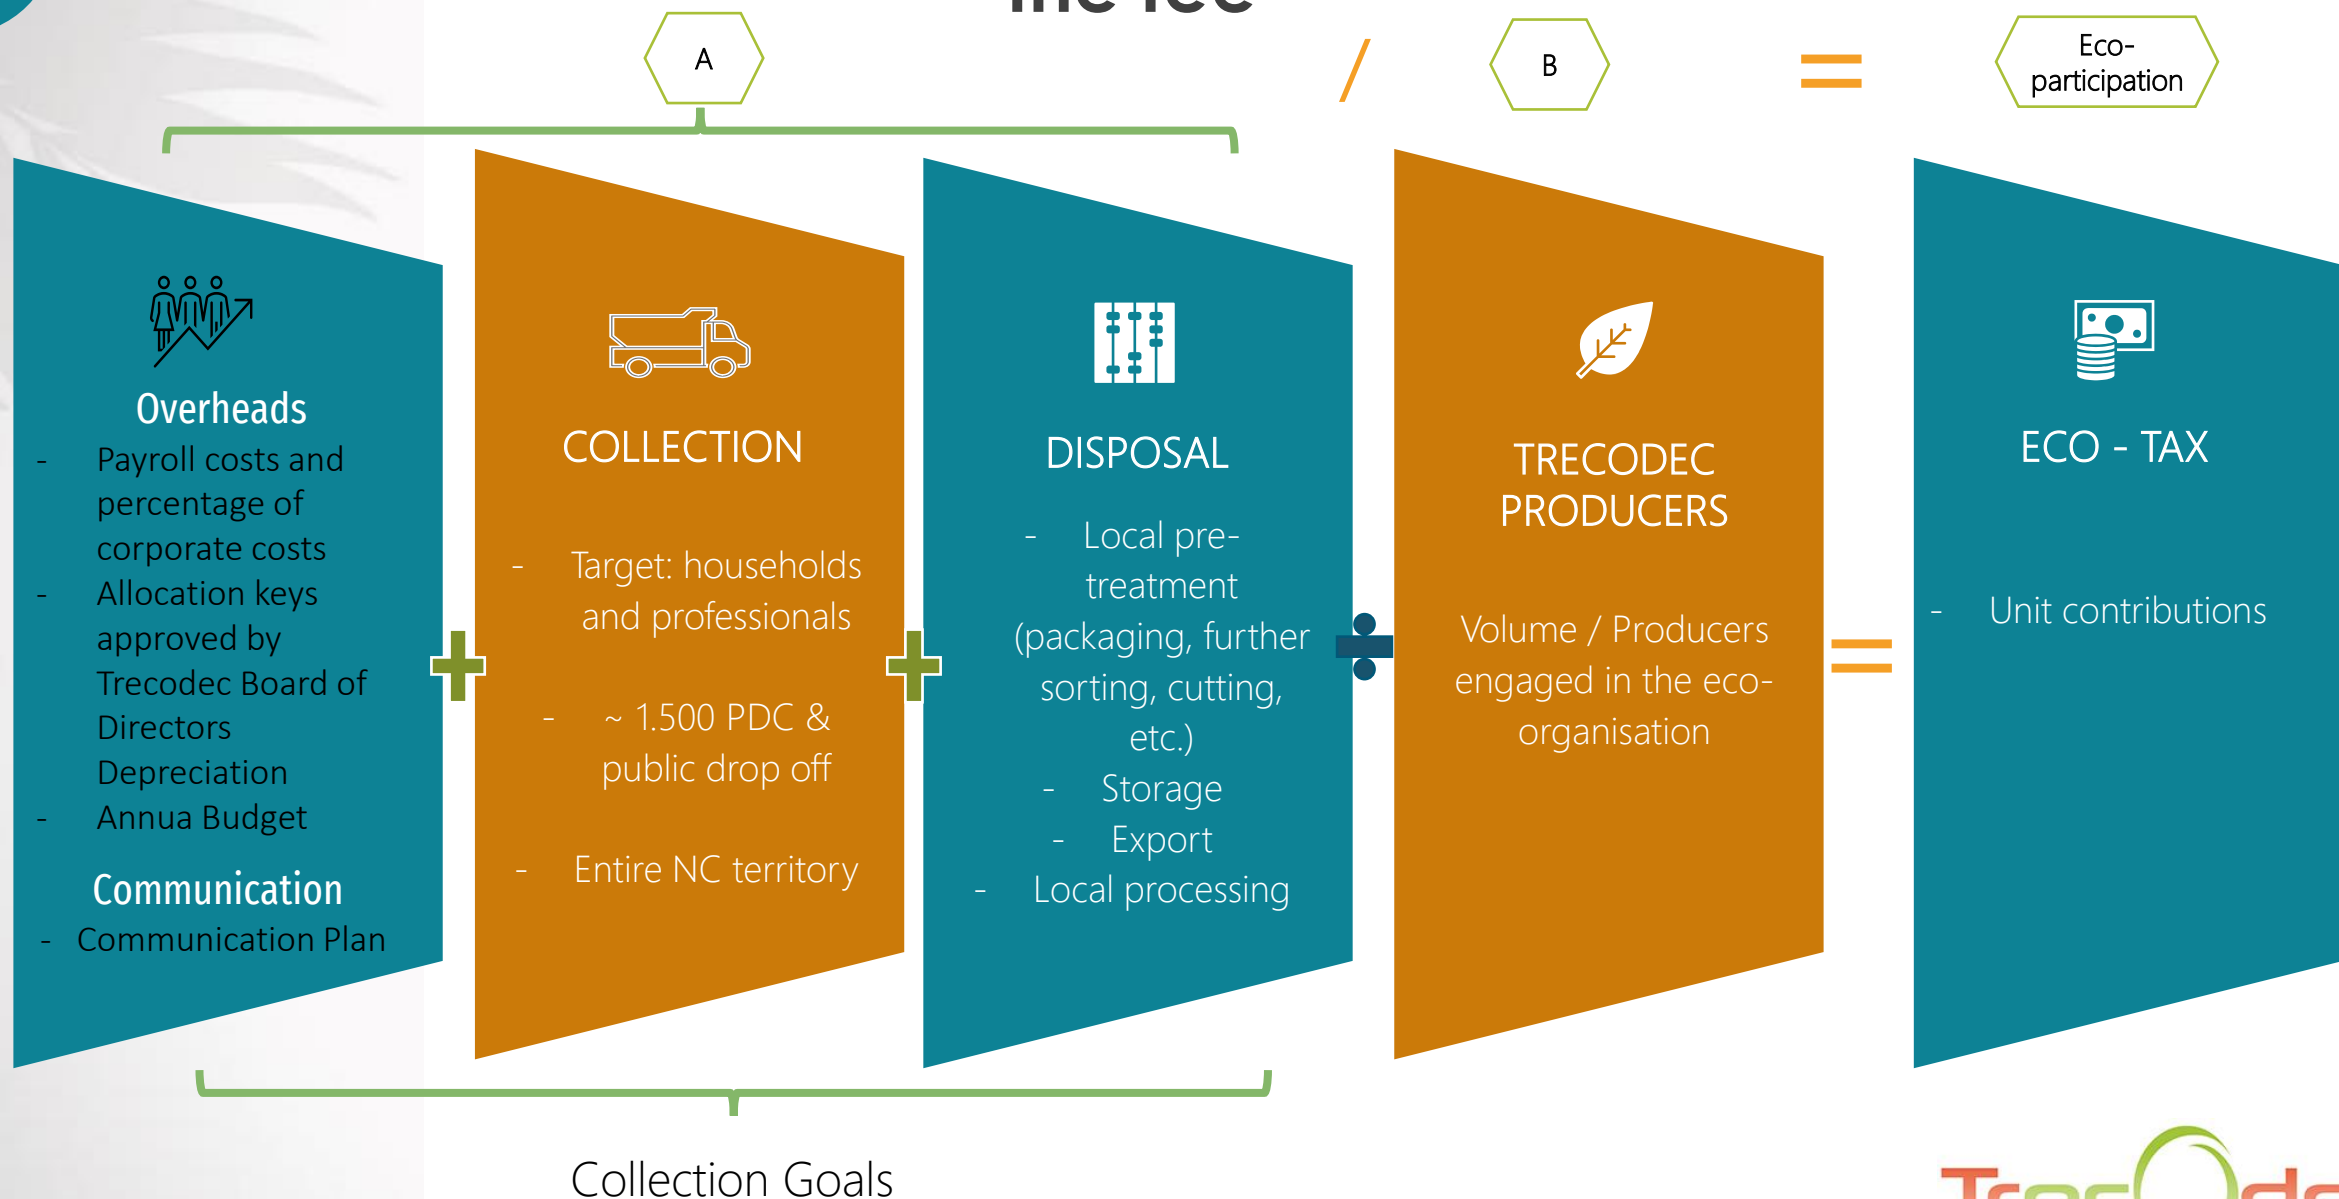 A
/
B
=
Eco-
participation
Overheads
- Payroll costs and
percentage of
corporate costs
- Allocation keys
approved by
Trecodec Board of
Directors
Depreciation
- Annua Budget
Communication
- Communication Plan
+
COLLECTION
- Target: households
and professionals
- ~ 1.500 PDC &
public drop off
- Entire NC territory
+
DISPOSAL
- Local pre-
treatment
(packaging, further
sorting, cutting,
etc.)
- Storage
- Export
- Local processing
÷
TRECODEC
PRODUCERS
Volume / Producers
engaged in the eco-
organisation
=
ECO - TAX
- Unit contributions
Collection Goals